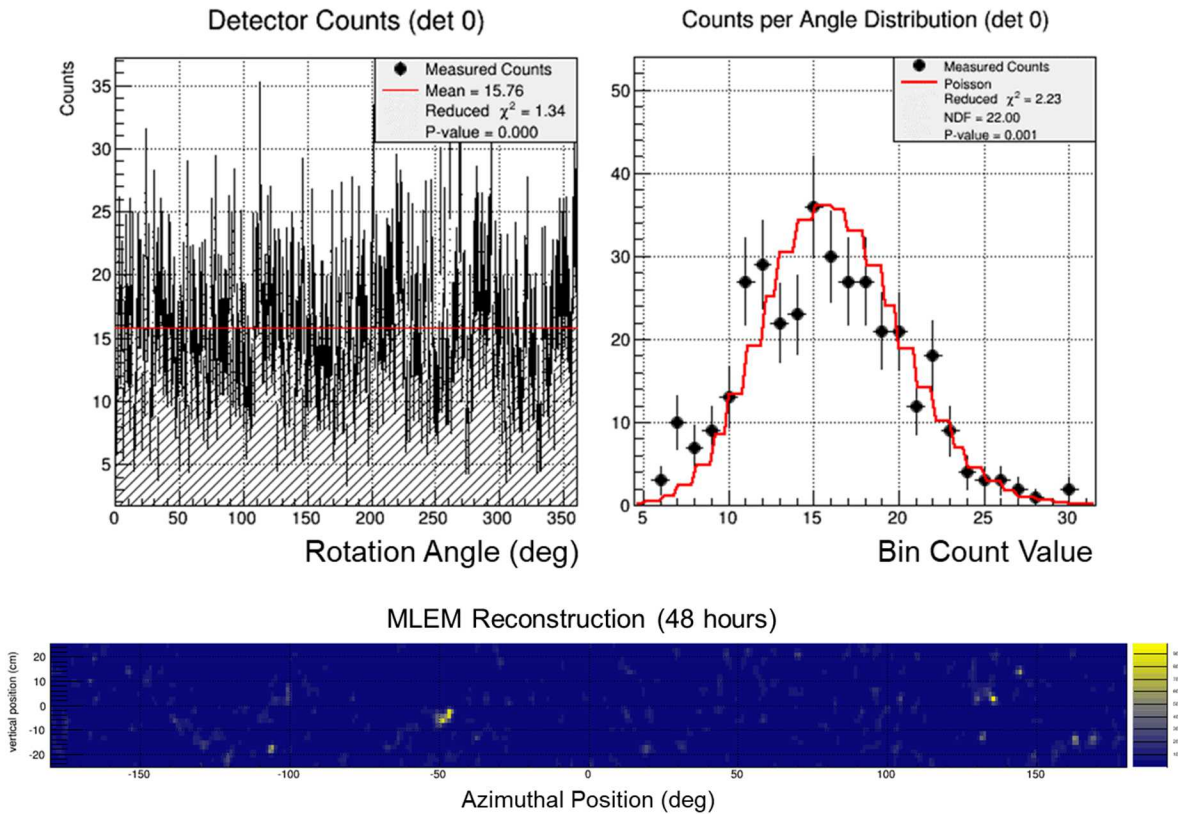 Detector Counts (det 0)
Counts
35
30
25
20
15
10
5
0 50 100 150 200 250 300 350
Measured Counts
Mean = 15.76
Reduced χ² = 1.34
P-value = 0.000
Rotation Angle (deg)
Counts per Angle Distribution (det 0)
50
40
30
20
10
0
5 10 15 20 25 30
Measured Counts
Poisson
Reduced χ² = 2.23
NDF = 22.00
P-value = 0.001
Bin Count Value
MLEM Reconstruction (48 hours)
vertical position (cm)
20
10
0
-10
-20
-150 -100 -50 0 50 100 150
Azimuthal Position (deg)